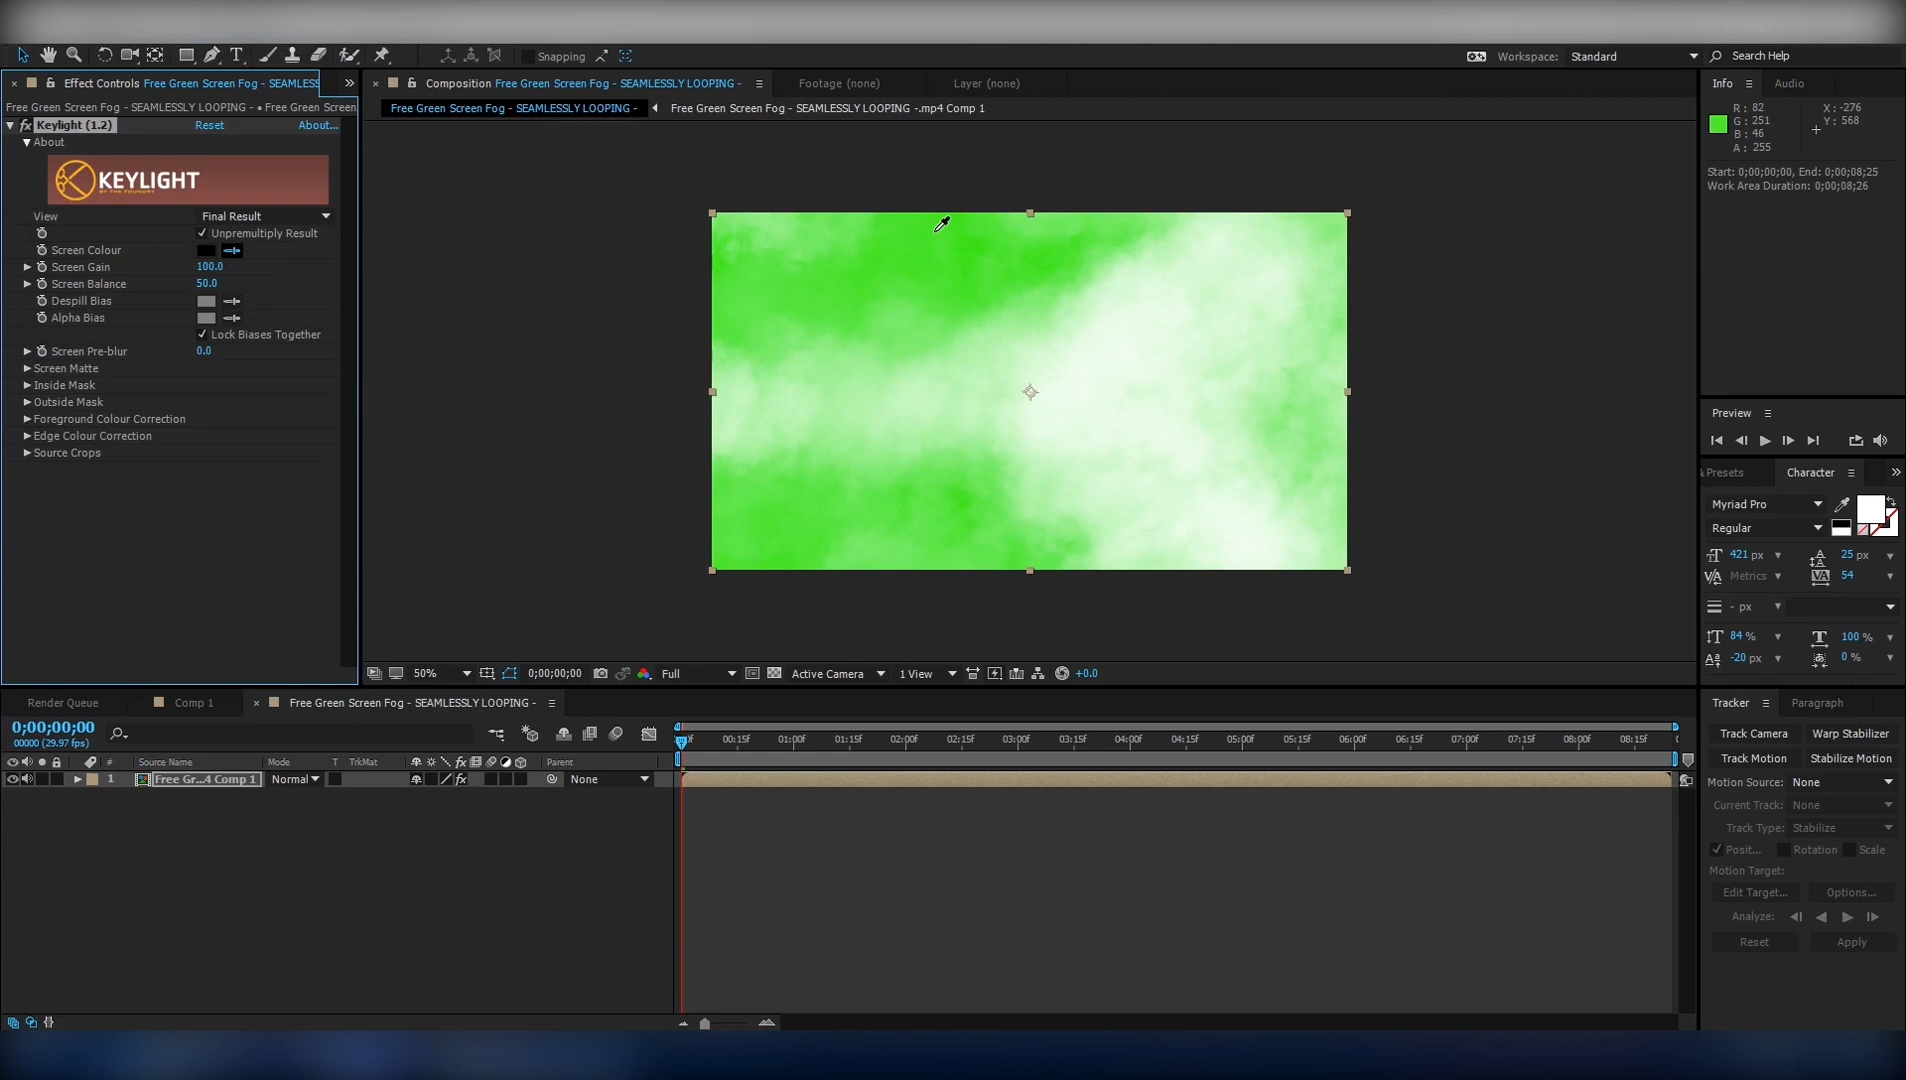 Snapping
Workspace: Standard
Search Help
Effect Controls Free Green Screen Fog - SEAMLESS
Composition Free Green Screen Fog - SEAMLESSLY LOOPING -
Footage (none)
Layer (none)
Info
Audio
Free Green Screen Fog - SEAMLESSLY LOOPING - • Free Green Screen
Free Green Screen Fog - SEAMLESSLY LOOPING -
Free Green Screen Fog - SEAMLESSLY LOOPING -.mp4 Comp 1
R: 82
G: 251
B: 46
A: 255
X: -276
Y: 568
fx Keylight (1.2)
Reset
About...
About
KEYLIGHT
BY THE FOUNDRY
Start: 0;00;00;00, End: 0;00;08;25
Work Area Duration: 0;00;08;26
View
Final Result
Unpremultiply Result
Screen Colour
Screen Gain
100.0
Screen Balance
50.0
Despill Bias
Alpha Bias
Lock Biases Together
Screen Pre-blur
0.0
Screen Matte
Inside Mask
Outside Mask
Foreground Colour Correction
Edge Colour Correction
Source Crops
Preview
& Presets
Character
Myriad Pro
Regular
421 px
25 px
Metrics
54
- px
84 %
100 %
-20 px
0 %
50%
0;00;00;00
Full
Active Camera
1 View
+0.0
Render Queue
Comp 1
Free Green Screen Fog - SEAMLESSLY LOOPING -
Tracker
Paragraph
0;00;00;00
00000 (29.97 fps)
00:15f
01:00f
01:15f
02:00f
02:15f
03:00f
03:15f
04:00f
04:15f
05:00f
05:15f
06:00f
06:15f
07:00f
07:15f
08:00f
08:15f
#
Source Name
Mode
T
TrkMat
fx
Parent
1
Free Gr...4 Comp 1
Normal
fx
None
Track Camera
Warp Stabilizer
Track Motion
Stabilize Motion
Motion Source: None
Current Track: None
Track Type: Stabilize
Posit...
Rotation
Scale
Motion Target:
Edit Target...
Options...
Analyze:
Reset
Apply